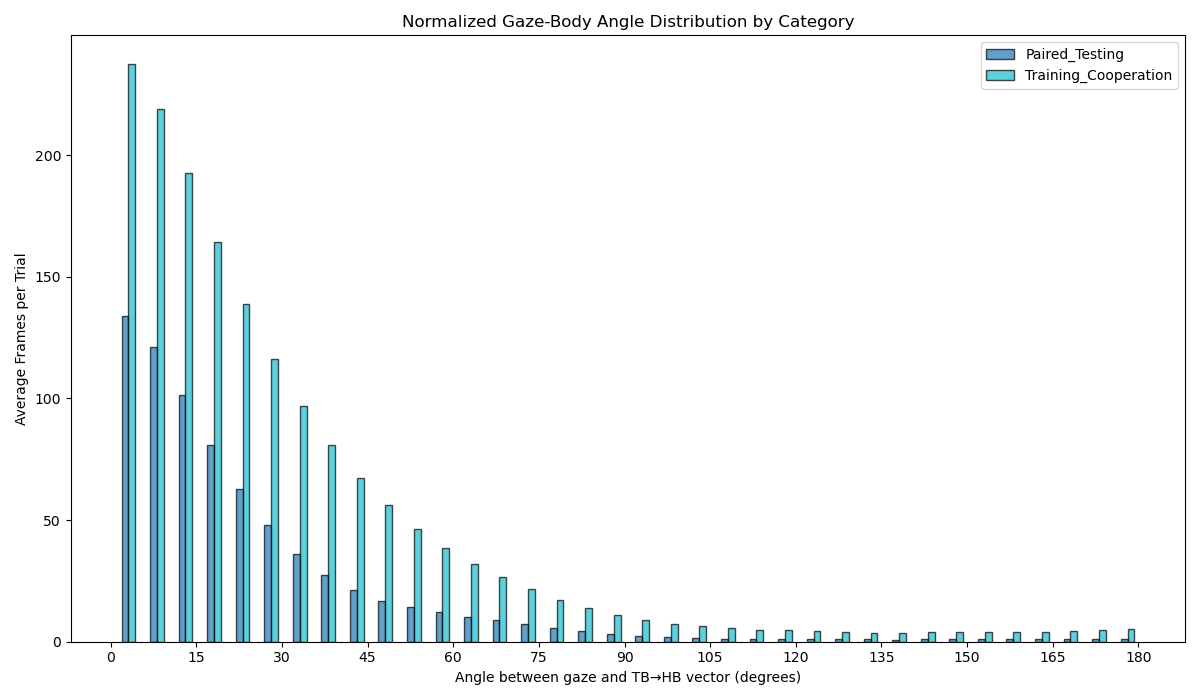 Normalized Gaze-Body Angle Distribution by Category
Paired_Testing
Training_Cooperation
Average Frames per Trial
200
150
100
50
0
0 15 30 45 60 75 90 105 120 135 150 165 180
Angle between gaze and TB→HB vector (degrees)